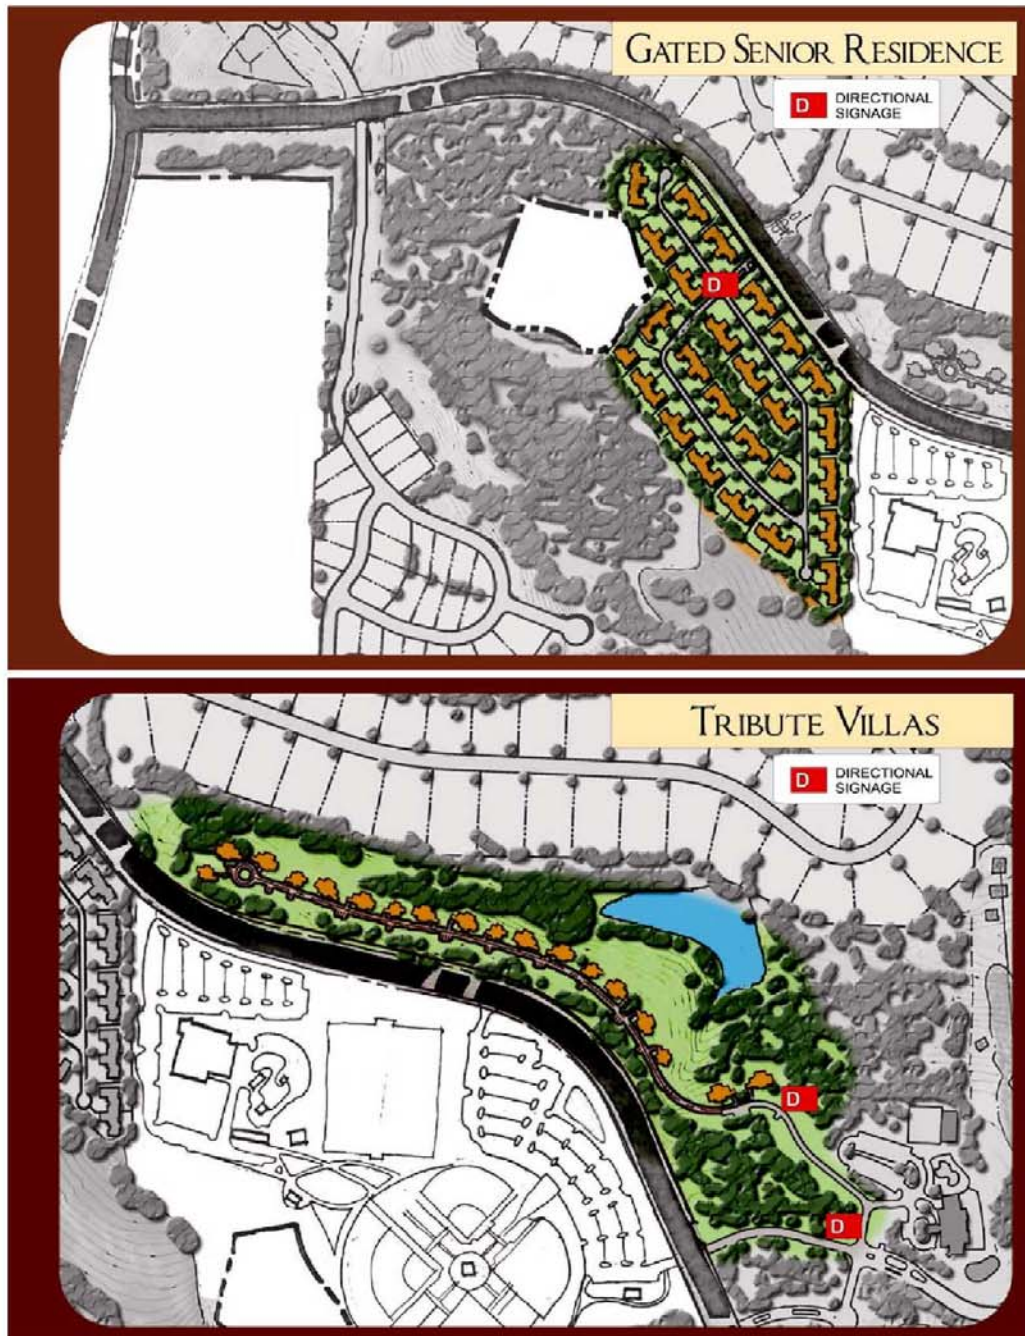 GATED SENIOR RESIDENCE
D DIRECTIONAL
SIGNAGE
D
TRIBUTE VILLAS
D DIRECTIONAL
SIGNAGE
D
D